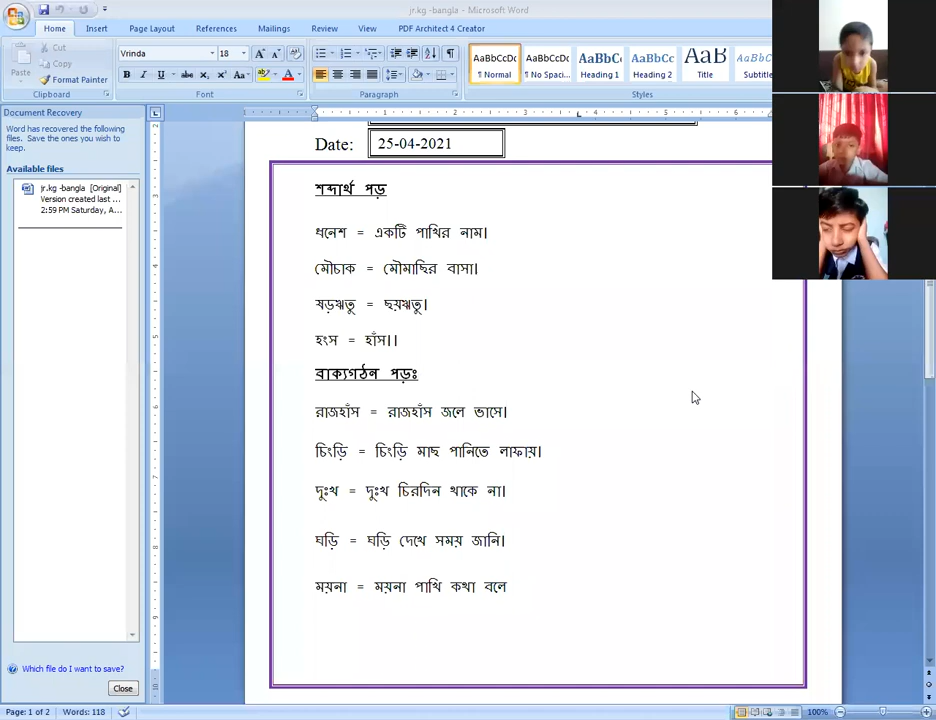 jr.kg -bangla - Microsoft Word
Home Insert Page Layout References Mailings Review View PDF Architect 4 Creator
Paste
Cut
Copy
Format Painter
Clipboard
Vrinda 18
Font
Paragraph
AaBbCcDc AaBbCcDc AaBbC AaBbCc AaB AaBbCc
¶ Normal ¶ No Spaci... Heading 1 Heading 2 Title Subtitle
Styles
Document Recovery
Word has recovered the following
files. Save the ones you wish to
keep.
Available files
jr.kg -bangla [Original]
Version created last ...
2:59 PM Saturday, A...
Which file do I want to save?
Close
Date: 25-04-2021
শব্দার্থ পড়
ধনেশ = একটি পাখির নাম।
মৌচাক = মৌমাছির বাসা।
ষড়ঋতু = ছয়ঋতু।
হংস = হাঁস।।
বাক্যগঠন পড়ঃ
রাজহাঁস = রাজহাঁস জলে ভাসে।
চিংড়ি = চিংড়ি মাছ পানিতে লাফায়।
দুঃখ = দুঃখ চিরদিন থাকে না।
ঘড়ি = ঘড়ি দেখে সময় জানি।
ময়না = ময়না পাখি কথা বলে
Page: 1 of 2 Words: 118 100%